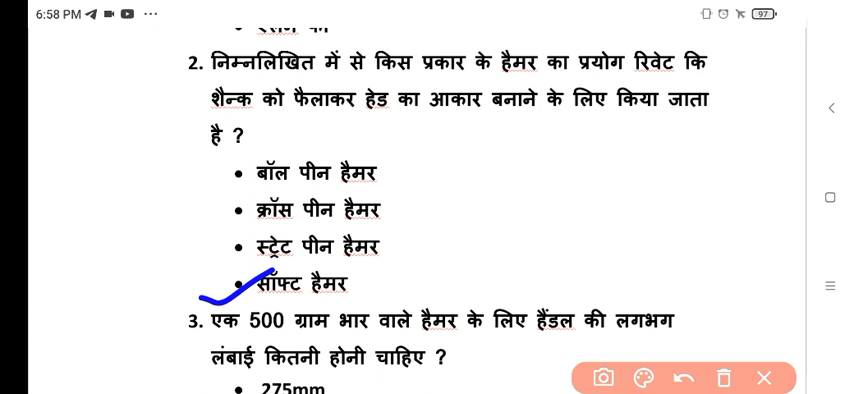 6:58 PM ...
97
2. निम्नलिखित में से किस प्रकार के हैमर का प्रयोग रिवेट कि
शैन्क को फैलाकर हेड का आकार बनाने के लिए किया जाता
है ?
• बॉल पीन हैमर
• क्रॉस पीन हैमर
• स्ट्रेट पीन हैमर
• सॉफ्ट हैमर
3. एक 500 ग्राम भार वाले हैमर के लिए हैंडल की लगभग
लंबाई कितनी होनी चाहिए ?
• 275mm